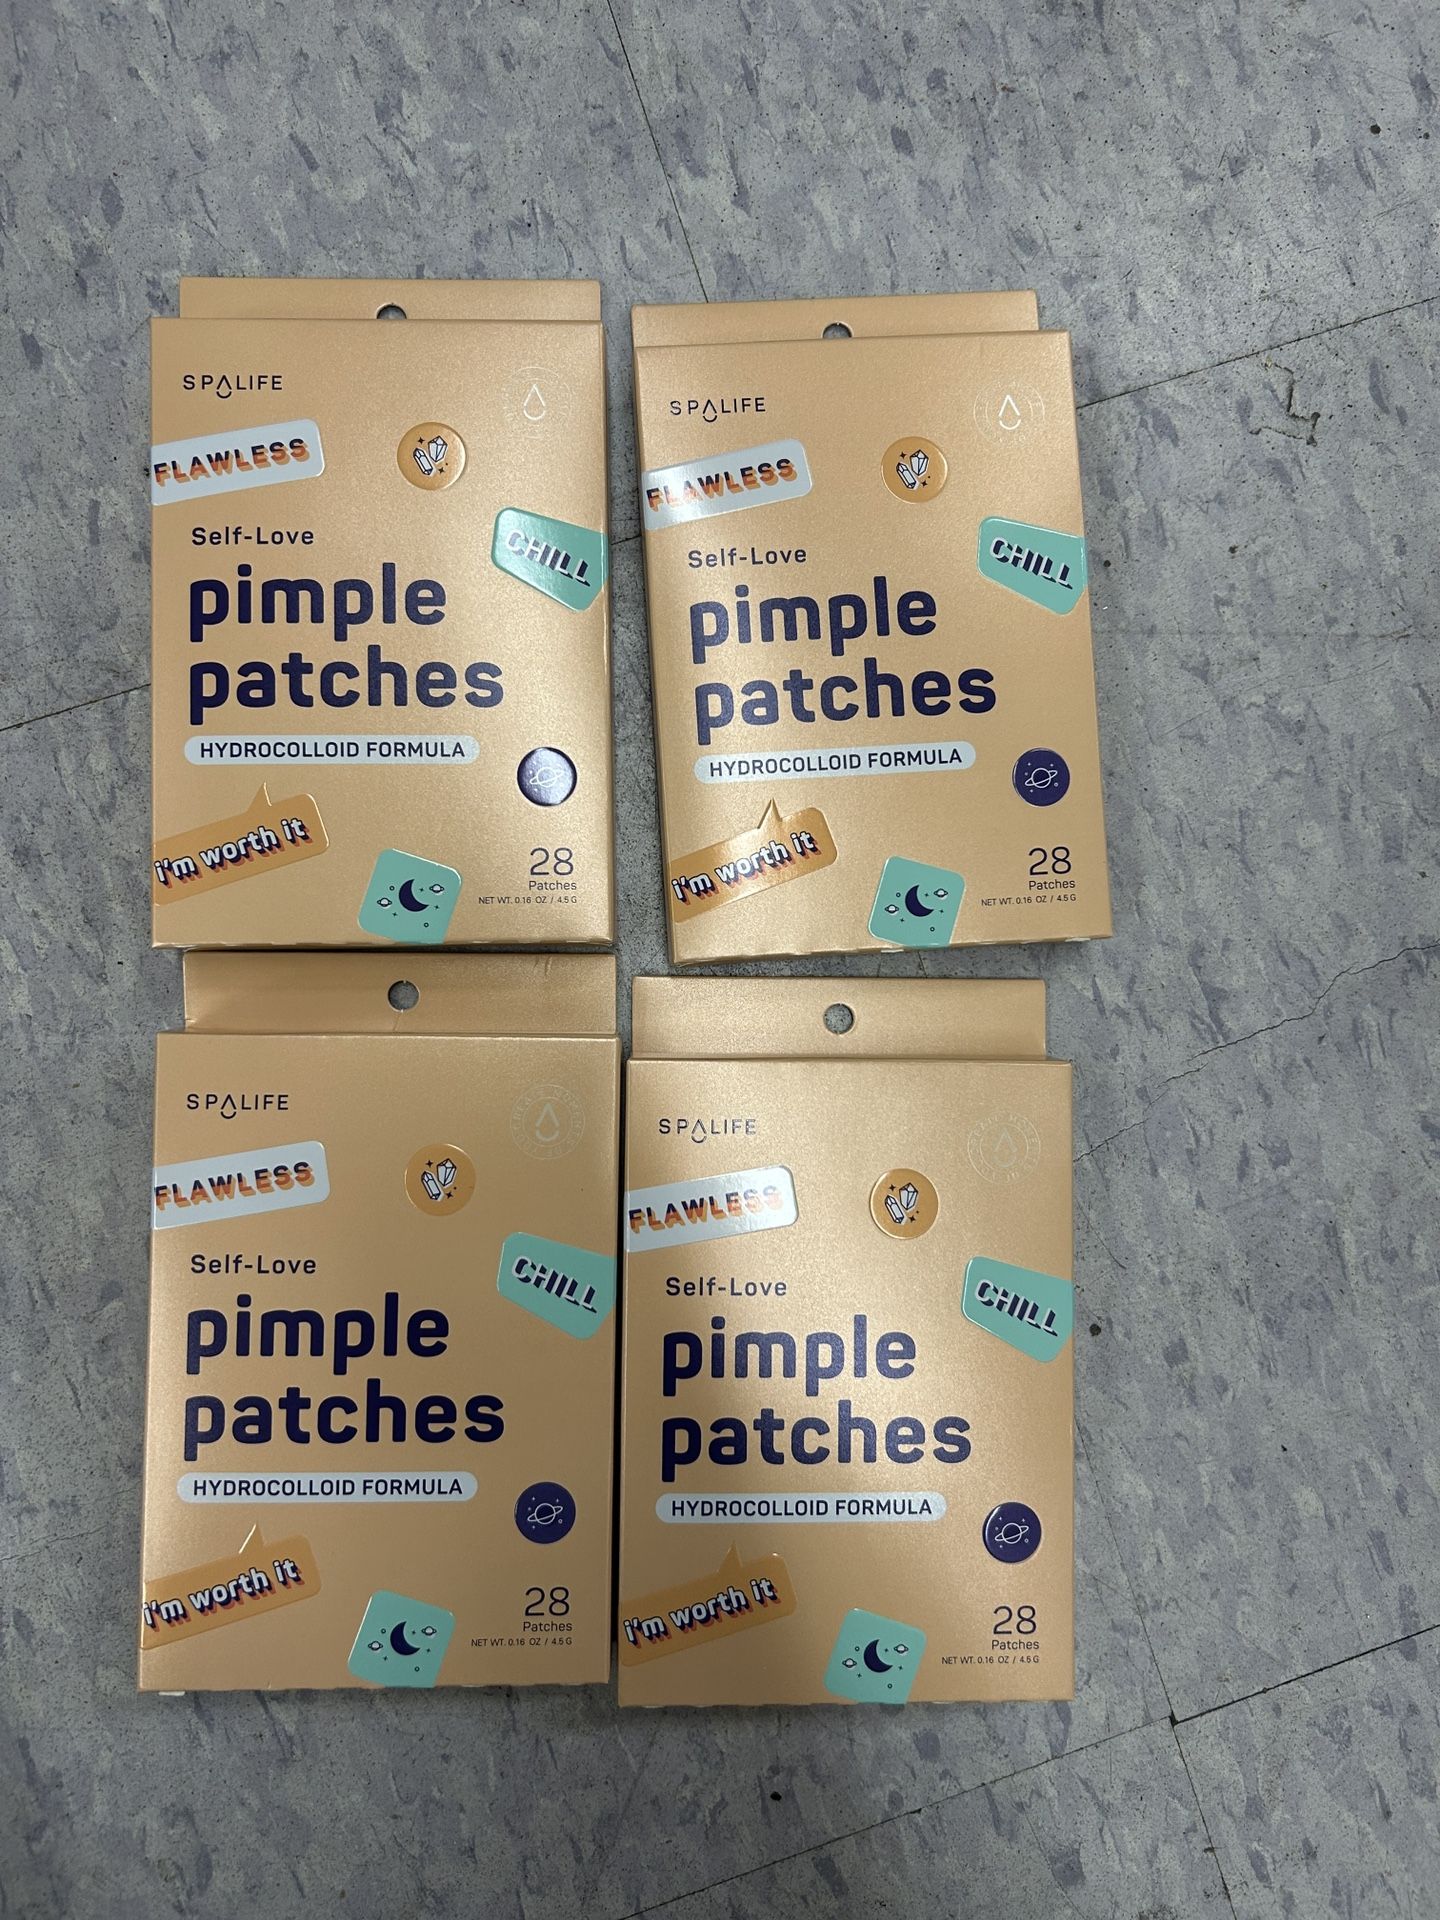 SPALIFE
FLAWLESS
CHILL
Self-Love
pimple
patches
HYDROCOLLOID FORMULA
i'm worth it
28
Patches
NET WT. 0.16 OZ / 4.5 G
SPALIFE
FLAWLESS
CHILL
Self-Love
pimple
patches
HYDROCOLLOID FORMULA
i'm worth it
28
Patches
NET WT. 0.16 OZ / 4.5 G
SPALIFE
FLAWLESS
CHILL
Self-Love
pimple
patches
HYDROCOLLOID FORMULA
i'm worth it
28
Patches
NET WT. 0.16 OZ / 4.5 G
SPALIFE
FLAWLESS
CHILL
Self-Love
pimple
patches
HYDROCOLLOID FORMULA
i'm worth it
28
Patches
NET WT. 0.16 OZ / 4.5 G